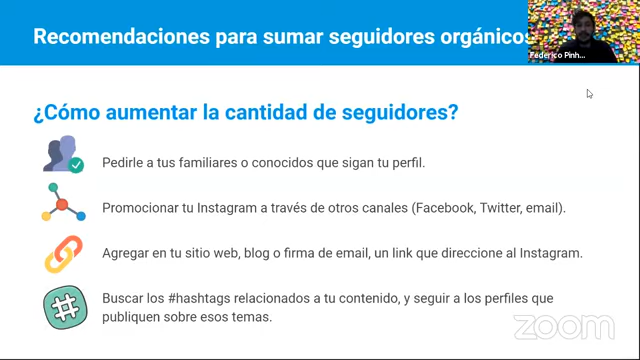 Recomendaciones para sumar seguidores orgánicos
Federico Pinh...
¿Cómo aumentar la cantidad de seguidores?
Pedirle a tus familiares o conocidos que sigan tu perfil.
Promocionar tu Instagram a través de otros canales (Facebook, Twitter, email).
Agregar en tu sitio web, blog o firma de email, un link que direccione al Instagram.
Buscar los #hashtags relacionados a tu contenido, y seguir a los perfiles que
publiquen sobre esos temas.
zoom